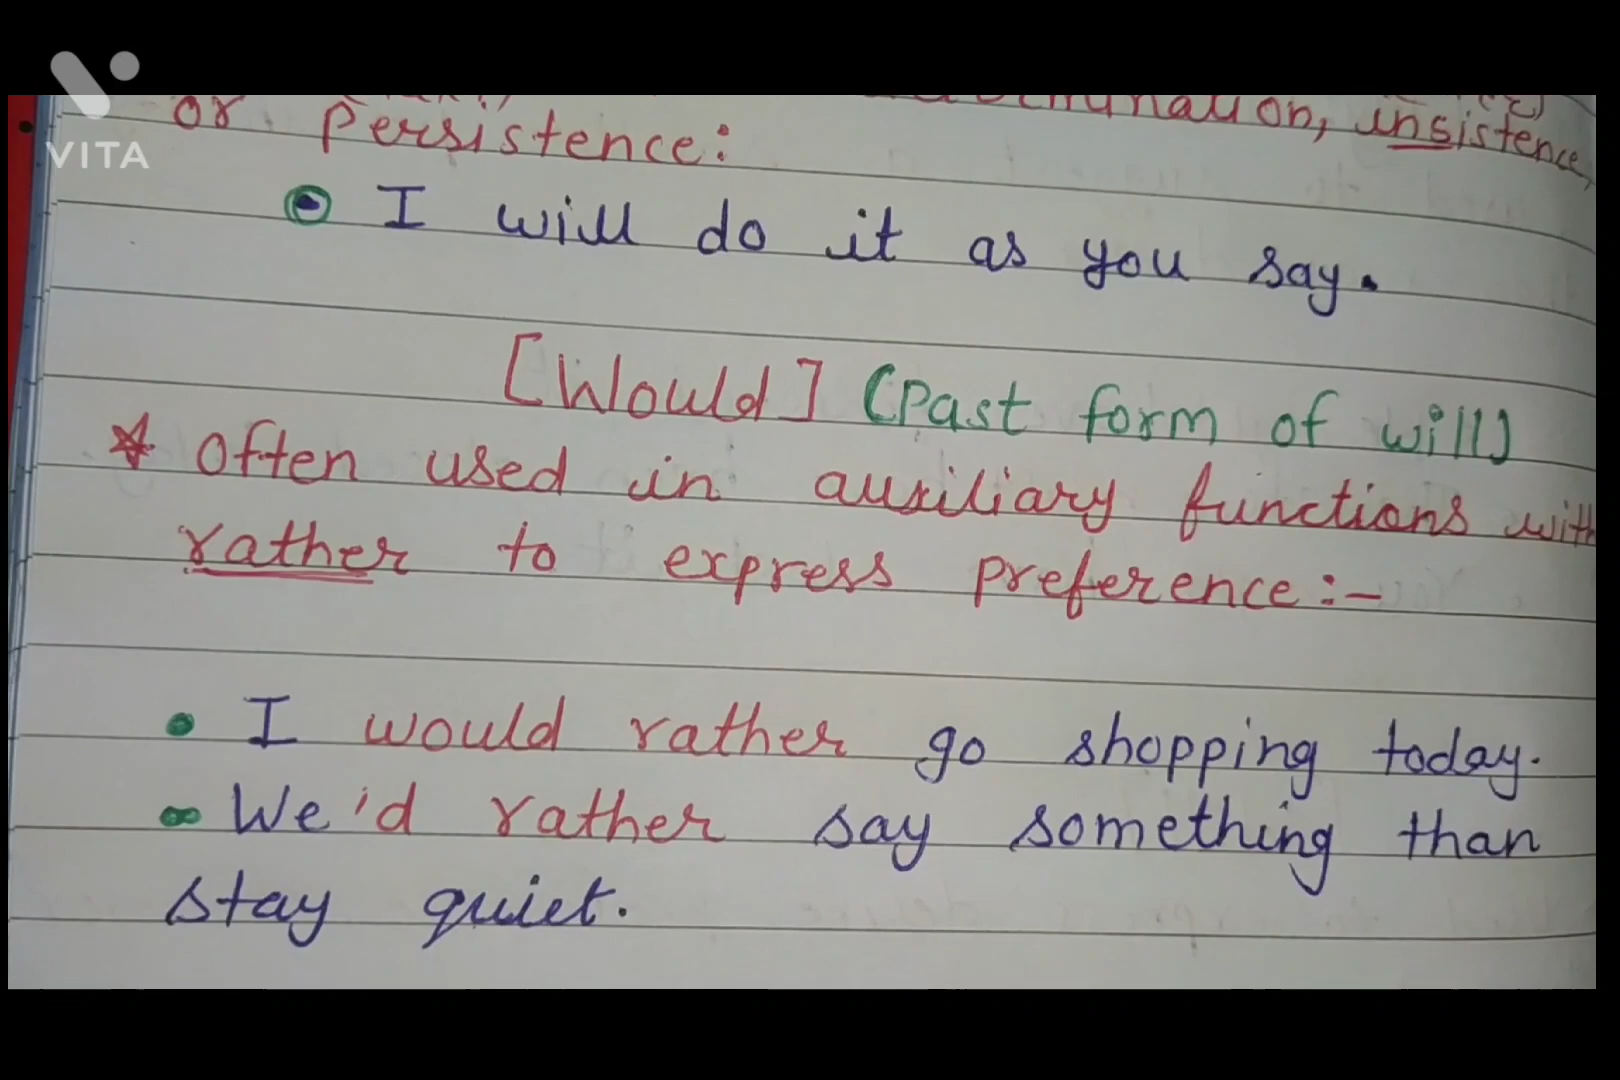 VITA
insistence,
or persistence:
I will do it as you say.
[Would] (Past form of will)
often used in auxiliary functions with
rather to express preference:-
I would rather go shopping today.
We'd rather say something than
stay quiet.